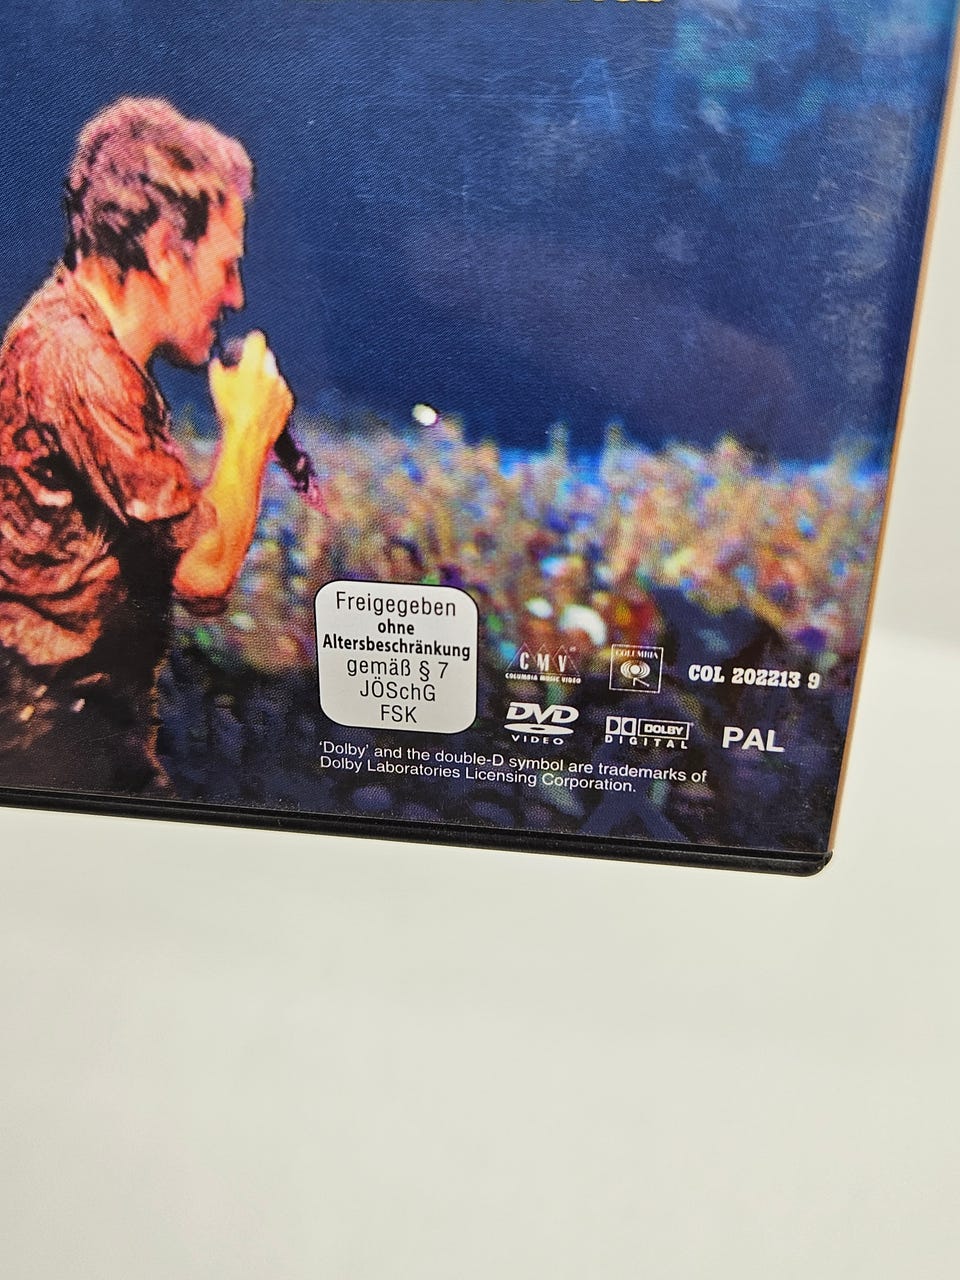 Freigegeben
ohne
Altersbeschränkung
gemäß § 7
JÖSchG
FSK
CMV
COLUMBIA MUSIC VIDEO
COLUMBIA
COL 202213 9
DVD
VIDEO
DOLBY
DIGITAL
PAL
'Dolby' and the double-D symbol are trademarks of
Dolby Laboratories Licensing Corporation.